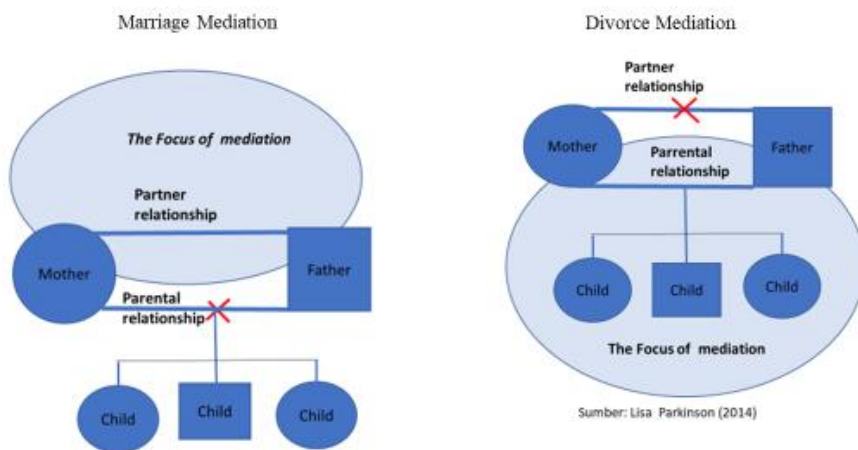 Marriage Mediation
The Focus of mediation
Partner
relationship
Mother
Father
Parental
relationship
Child
Child
Child
Divorce Mediation
Partner
relationship
Mother
Parrental
relationship
Father
Child
Child
Child
The Focus of mediation
Sumber: Lisa Parkinson (2014)